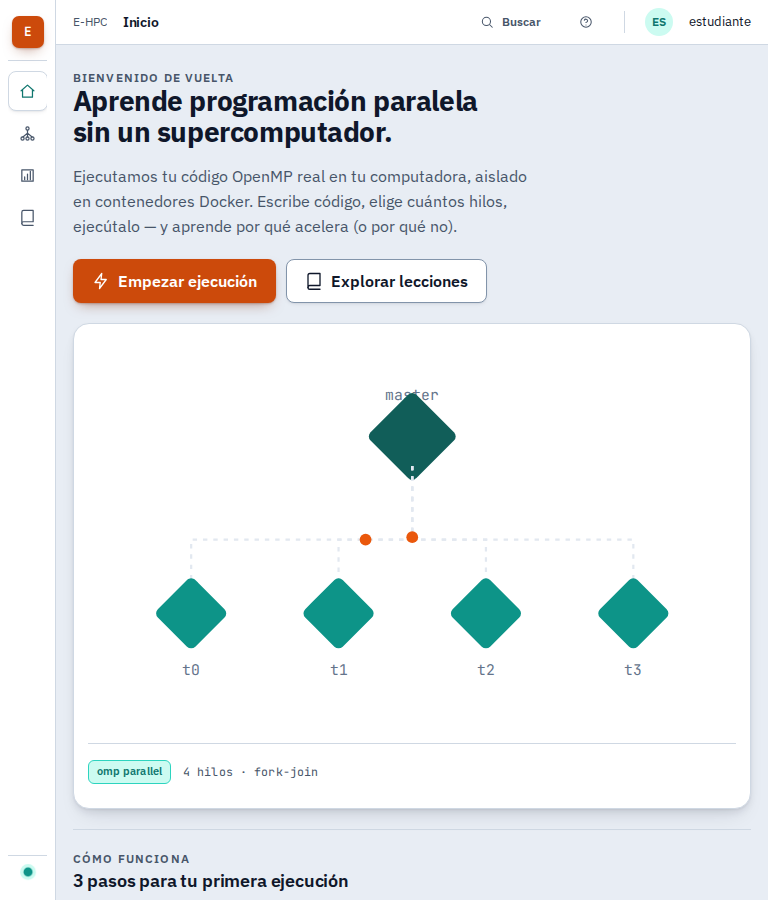 E
E-HPC Inicio Buscar ES estudiante
BIENVENIDO DE VUELTA
Aprende programación paralela
sin un supercomputador.
Ejecutamos tu código OpenMP real en tu computadora, aislado
en contenedores Docker. Escribe código, elige cuántos hilos,
ejecútalo — y aprende por qué acelera (o por qué no).
Empezar ejecución Explorar lecciones
master
t0 t1 t2 t3
omp parallel 4 hilos · fork-join
CÓMO FUNCIONA
3 pasos para tu primera ejecución